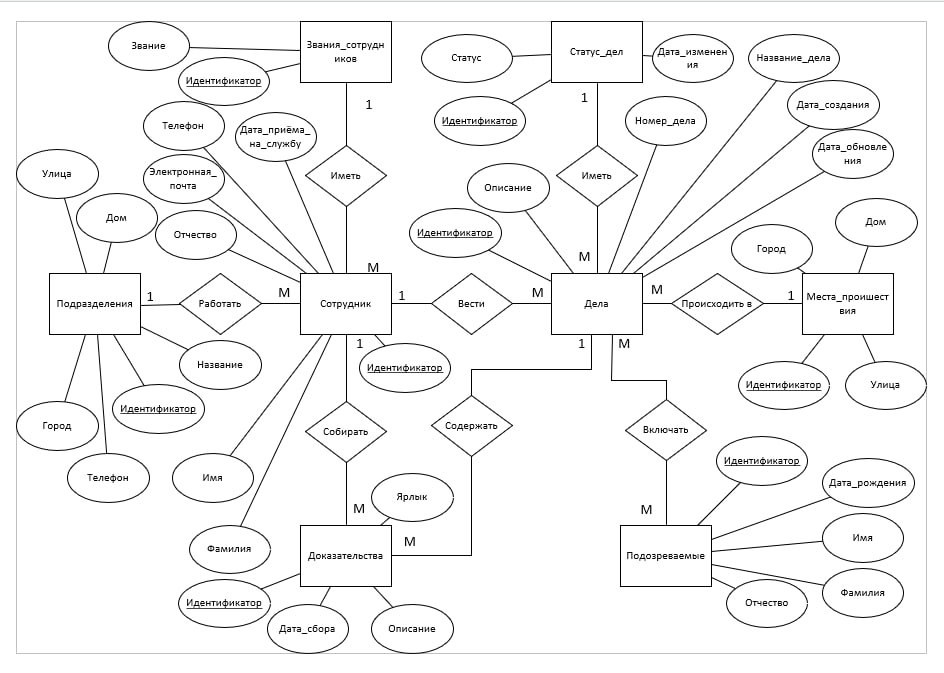 Звание
Звания_сотрудн
иков
Идентификатор
Статус
Статус_дел
Дата_изменен
ия
Название_дела
Идентификатор
1
1
Номер_дела
Дата_создания
Телефон
Дата_приёма_
на_службу
Дата_обновле
ния
Улица
Электронная_
почта
Иметь
Описание
Иметь
Дом
Отчество
Идентификатор
Город
Дом
М
М
Подразделения
1
Работать
М
Сотрудник
1
Вести
М
Дела
М
Происходить в
1
Места_проишест
вия
1
1
М
Название
Идентификатор
Идентификатор
Улица
Идентификатор
Город
Собирать
Содержать
Включать
Телефон
Имя
Идентификатор
Ярлык
Дата_рождения
М
М
М
Имя
Фамилия
Доказательства
Подозреваемые
Фамилия
Идентификатор
Отчество
Дата_сбора
Описание